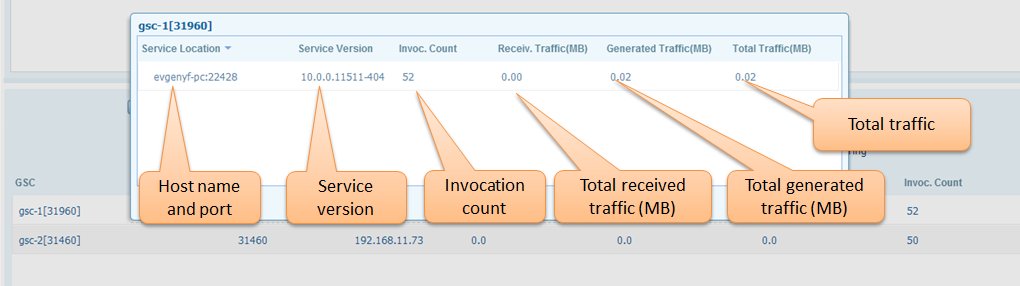 gsc-1[31960]
Service Location Service Version Invoc. Count Receiv. Traffic(MB) Generated Traffic(MB) Total Traffic(MB)
evgenyf-pc:22428 10.0.0.11511-404 52 0.00 0.02 0.02
Total traffic
Host name
and port
Service
version
Invocation
count
Total received
traffic (MB)
Total generated
traffic (MB)
GSC Invoc. Count
gsc-1[31960] 52
gsc-2[31460] 31460 192.168.11.73 0.0 0.0 0.0 50